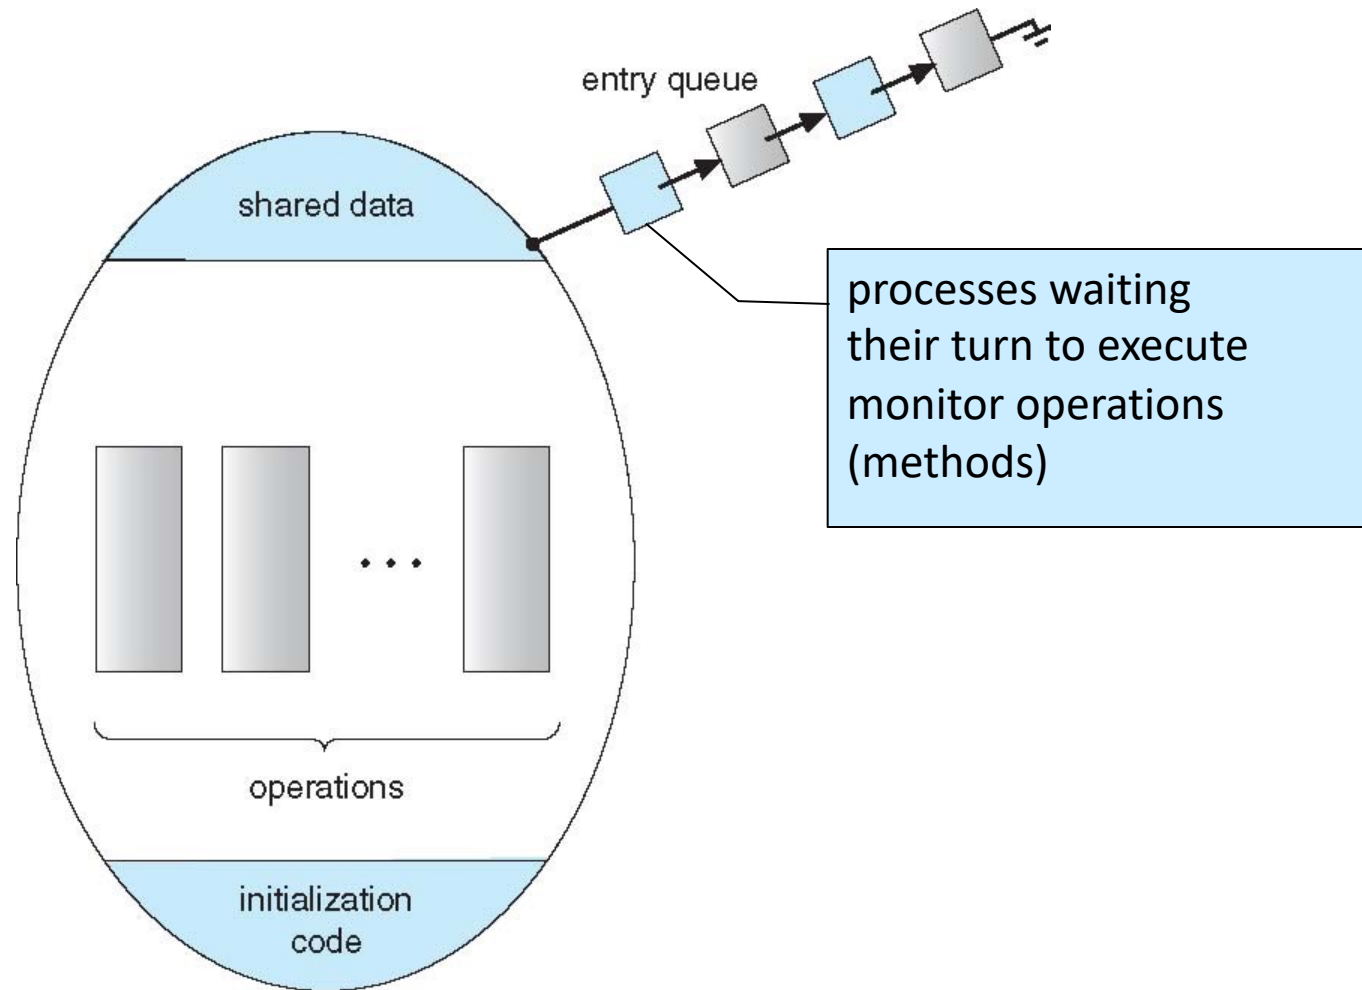 entry queue
shared data
processes waiting
their turn to execute
monitor operations
(methods)
. . .
operations
initialization
code